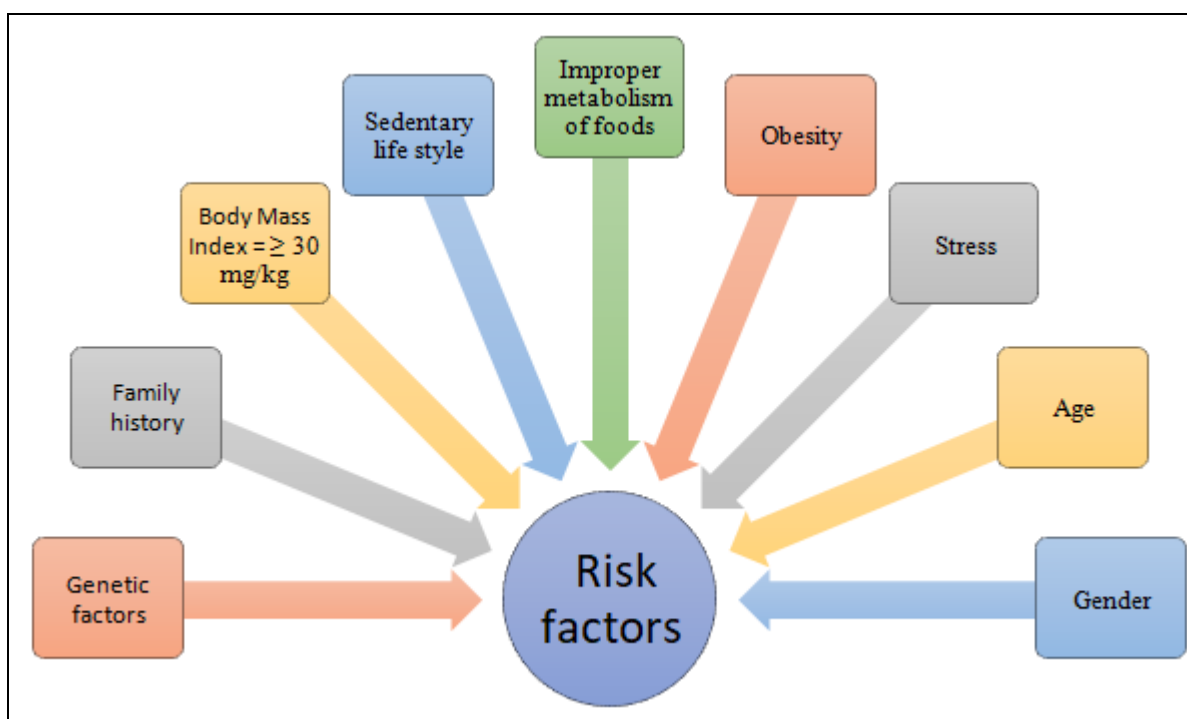 Improper
metabolism
of foods
Sedentary
life style
Obesity
Body Mass
Index = ≥ 30
mg/kg
Stress
Family
history
Age
Genetic
factors
Risk
factors
Gender